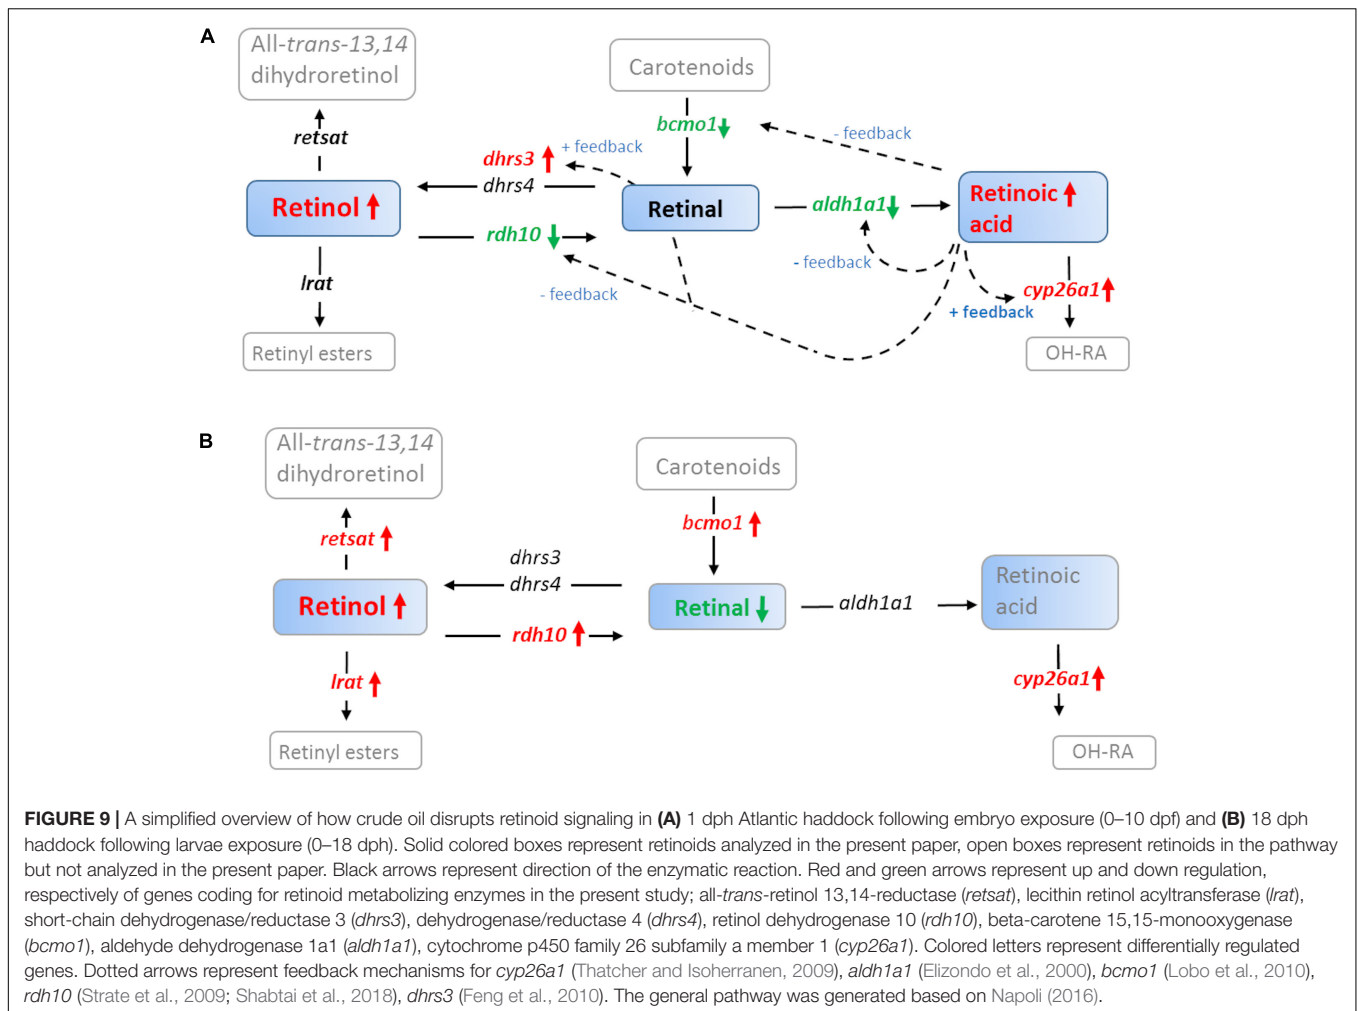 A
All-trans-13,14
dihydroretinol
Carotenoids
retsat
bcmo1
- feedback
dhrs3
+ feedback
dhrs4
Retinol
Retinal
aldh1a1
Retinoic
acid
rdh10
- feedback
lrat
- feedback
cyp26a1
+ feedback
Retinyl esters
OH-RA
B
All-trans-13,14
dihydroretinol
Carotenoids
retsat
bcmo1
dhrs3
dhrs4
Retinol
Retinal
aldh1a1
Retinoic
acid
rdh10
lrat
cyp26a1
Retinyl esters
OH-RA
FIGURE 9 | A simplified overview of how crude oil disrupts retinoid signaling in (A) 1 dph Atlantic haddock following embryo exposure (0–10 dpf) and (B) 18 dph
haddock following larvae exposure (0–18 dph). Solid colored boxes represent retinoids analyzed in the present paper, open boxes represent retinoids in the pathway
but not analyzed in the present paper. Black arrows represent direction of the enzymatic reaction. Red and green arrows represent up and down regulation,
respectively of genes coding for retinoid metabolizing enzymes in the present study; all-trans-retinol 13,14-reductase (retsat), lecithin retinol acyltransferase (lrat),
short-chain dehydrogenase/reductase 3 (dhrs3), dehydrogenase/reductase 4 (dhrs4), retinol dehydrogenase 10 (rdh10), beta-carotene 15,15-monooxygenase
(bcmo1), aldehyde dehydrogenase 1a1 (aldh1a1), cytochrome p450 family 26 subfamily a member 1 (cyp26a1). Colored letters represent differentially regulated
genes. Dotted arrows represent feedback mechanisms for cyp26a1 (Thatcher and Isoherranen, 2009), aldh1a1 (Elizondo et al., 2000), bcmo1 (Lobo et al., 2010),
rdh10 (Strate et al., 2009; Shabtai et al., 2018), dhrs3 (Feng et al., 2010). The general pathway was generated based on Napoli (2016).